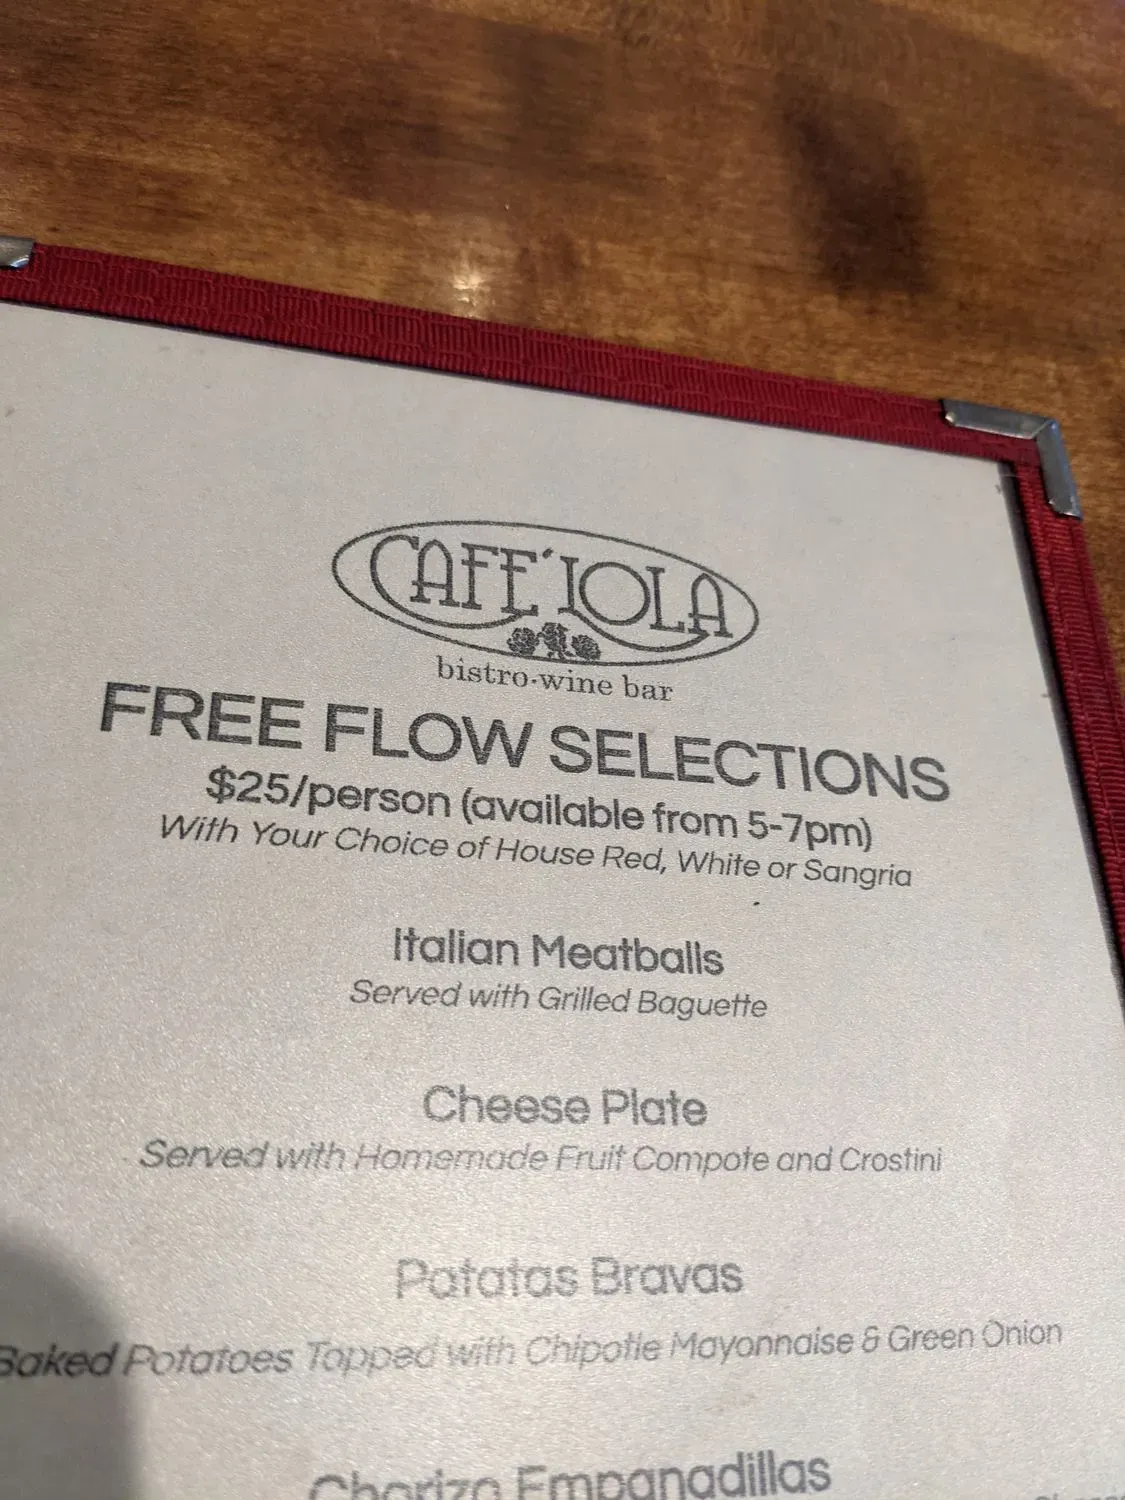 CAFE' IOLA
bistro·wine bar
FREE FLOW SELECTIONS
$25/person (available from 5-7pm)
With Your Choice of House Red, White or Sangria
Italian Meatballs
Served with Grilled Baguette
Cheese Plate
Served with Homemade Fruit Compote and Crostini
Patatas Bravas
Baked Potatoes Topped with Chipotle Mayonnaise & Green Onion
Chorizo Empanadillas